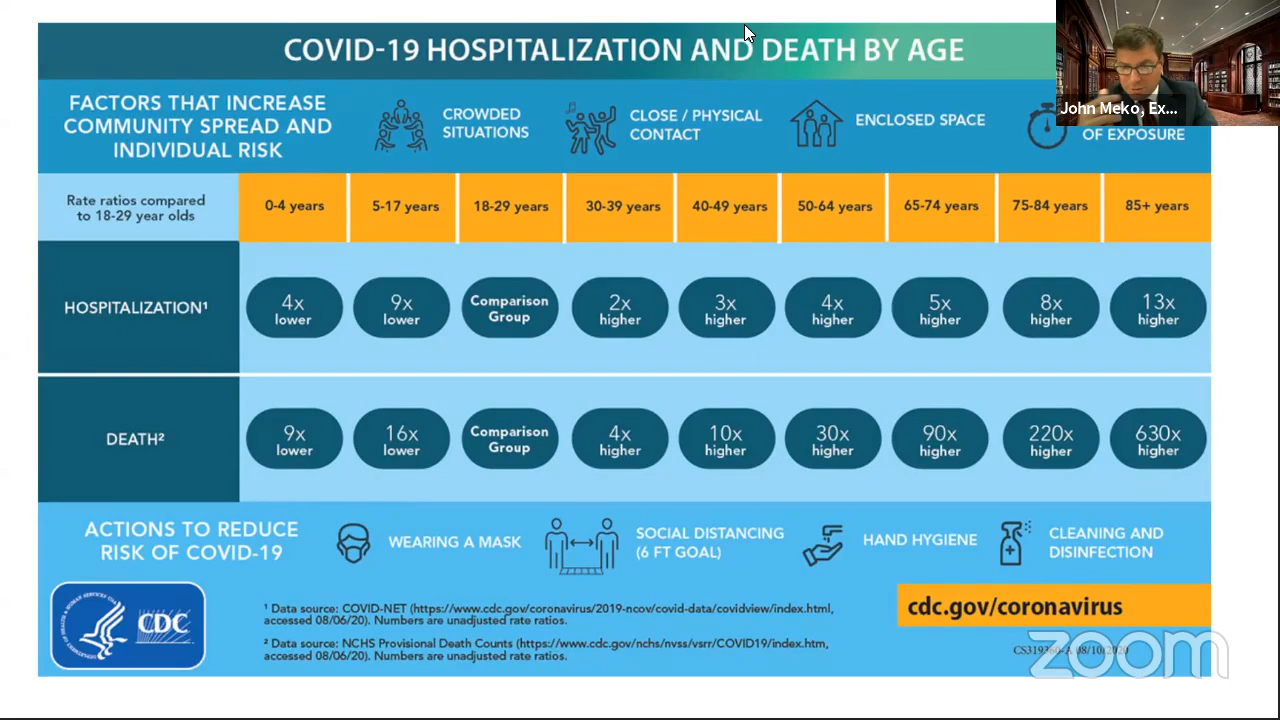 COVID-19 HOSPITALIZATION AND DEATH BY AGE
John Meko, Ex...
FACTORS THAT INCREASE
COMMUNITY SPREAD AND
INDIVIDUAL RISK
CROWDED
SITUATIONS
CLOSE / PHYSICAL
CONTACT
ENCLOSED SPACE
OF EXPOSURE
Rate ratios compared
to 18-29 year olds
0-4 years
5-17 years
18-29 years
30-39 years
40-49 years
50-64 years
65-74 years
75-84 years
85+ years
HOSPITALIZATION¹
4x
lower
9x
lower
Comparison
Group
2x
higher
3x
higher
4x
higher
5x
higher
8x
higher
13x
higher
DEATH²
9x
lower
16x
lower
Comparison
Group
4x
higher
10x
higher
30x
higher
90x
higher
220x
higher
630x
higher
ACTIONS TO REDUCE
RISK OF COVID-19
WEARING A MASK
SOCIAL DISTANCING
(6 FT GOAL)
HAND HYGIENE
CLEANING AND
DISINFECTION
CDC
¹ Data source: COVID-NET (https://www.cdc.gov/coronavirus/2019-ncov/covid-data/covidview/index.html,
accessed 08/06/20). Numbers are unadjusted rate ratios.
² Data source: NCHS Provisional Death Counts (https://www.cdc.gov/nchs/nvss/vsrr/COVID19/index.htm,
accessed 08/06/20). Numbers are unadjusted rate ratios.
cdc.gov/coronavirus
08/10/2020
zoom